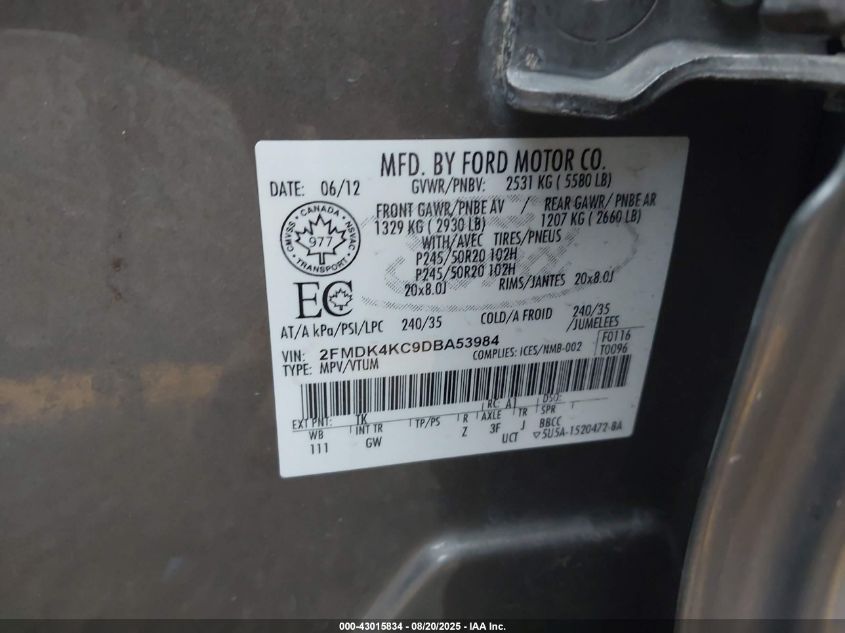 MFD. BY FORD MOTOR CO.
DATE: 06/12 GVWR/PNBV: 2531 KG ( 5580 LB)
CANADA
CMVSS NSVAC
977
TRANSPORT
FRONT GAWR/PNBE AV / REAR GAWR/ PNBE AR
1329 KG ( 2930 LB) 1207 KG ( 2660 LB)
WITH/AVEC TIRES/PNEUS
P245/50R20 102H
P245/50R20 102H
20x8.0J RIMS/JANTES 20x8.0J
EC
AT/A kPa/PSI/LPC 240/35 COLD/A FROID 240/35
/JUMELEES
VIN: 2FMDK4KC9DBA53984 COMPLIES: ICES/NMB-002 F0116
TYPE: MPV/VTUM T0096
EXT PNT: TK RC: A DSO:
WB INT TR TP/PS R AXLE TR SPR
111 GW Z 3F J BBCC
UCT 5U5A-1520472-BA
000-43015834 - 08/20/2025 - IAA Inc.